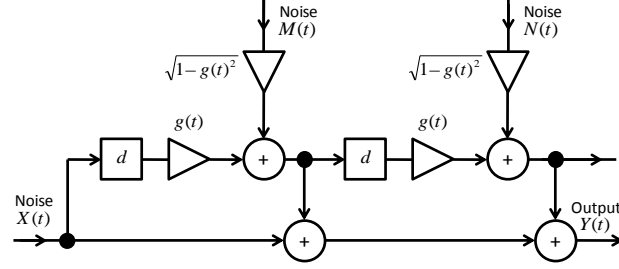 Noise
M(t)
Noise
N(t)
√1−g(t)²
√1−g(t)²
g(t)
g(t)
d
+
d
+
Noise
X(t)
Output
Y(t)
+
+